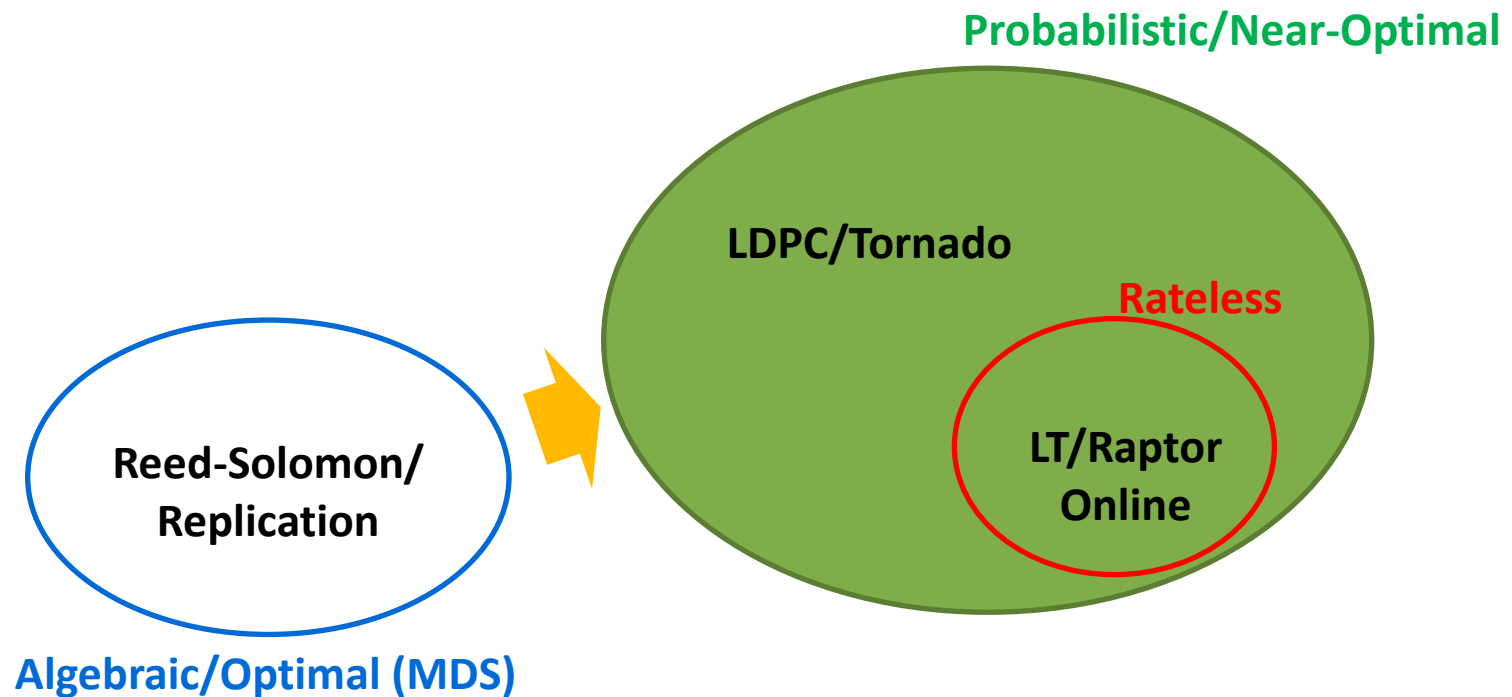 Probabilistic/Near-Optimal
LDPC/Tornado
Rateless
LT/Raptor
Online
Reed-Solomon/
Replication
Algebraic/Optimal (MDS)